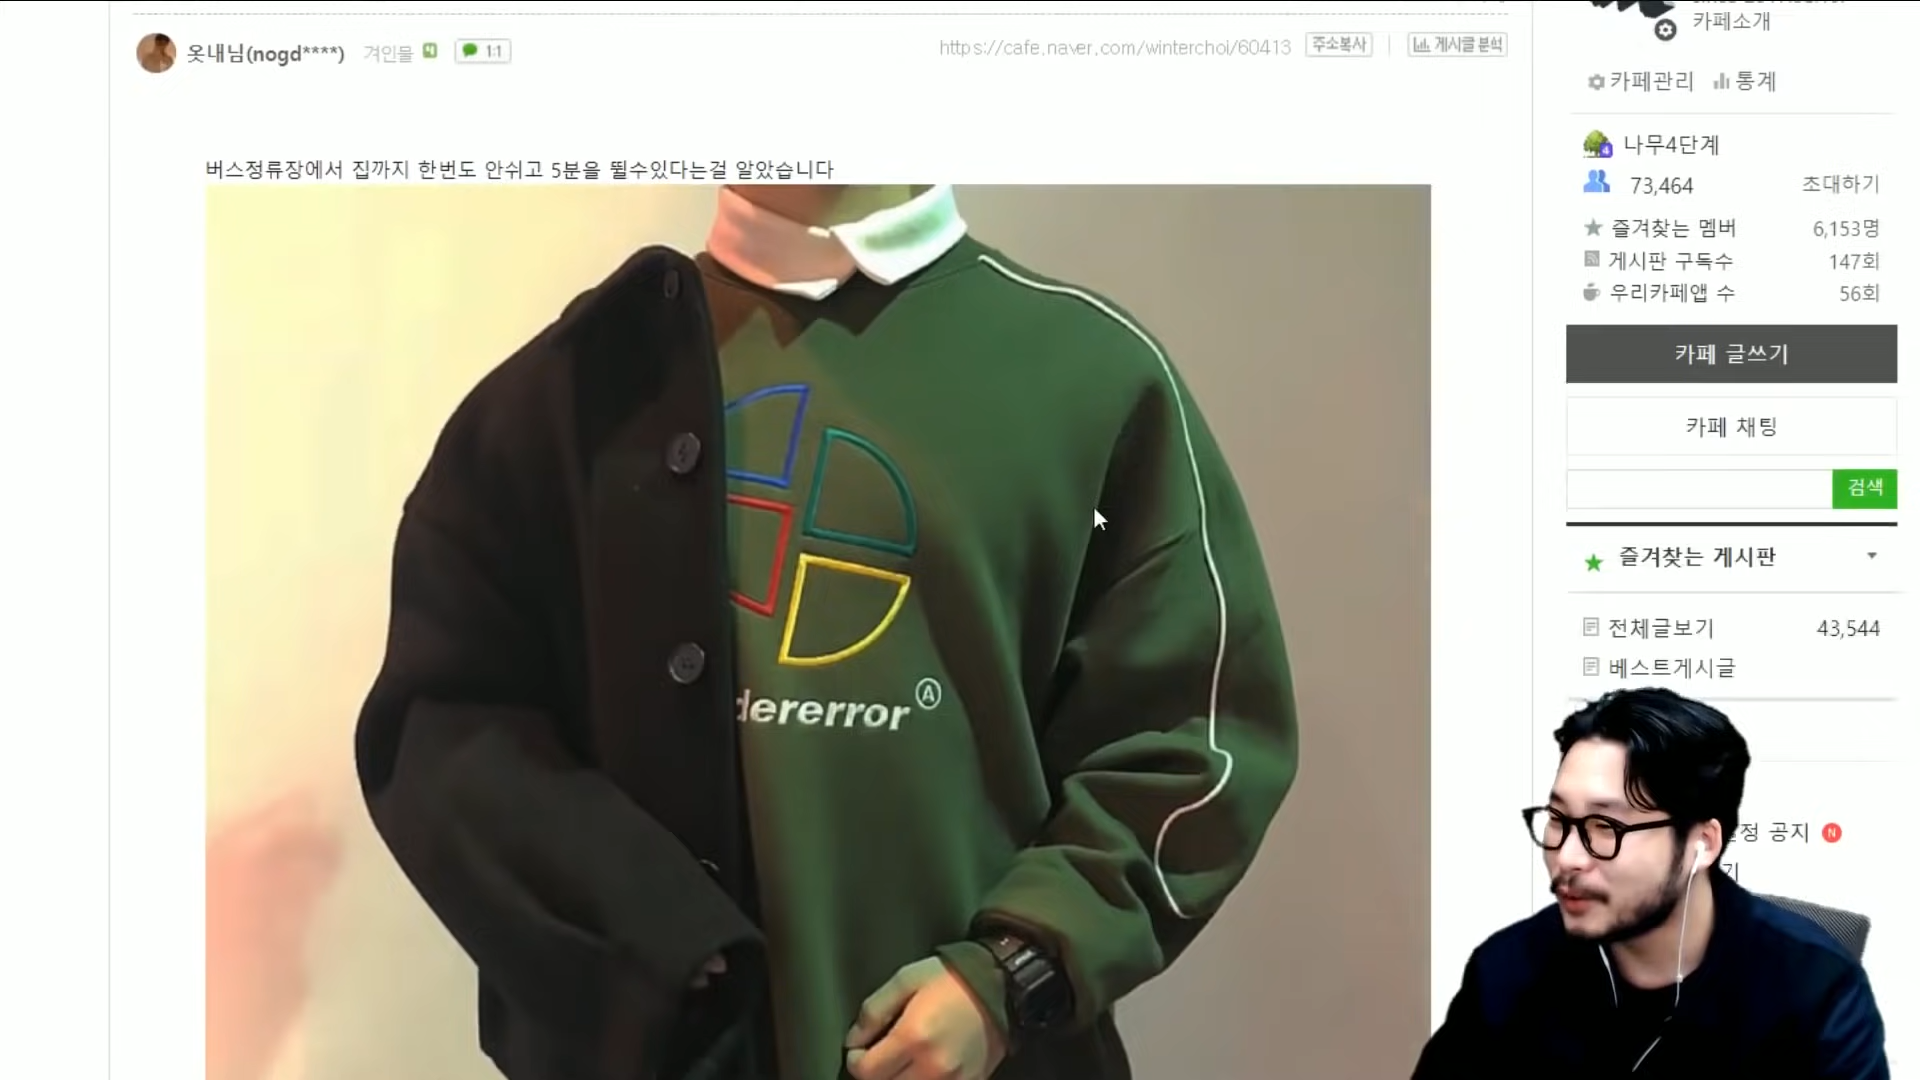 카페소개
옷내님(nogd****) 겨인물 1:1
https://cafe.naver.com/winterchoi/60413 주소복사 게시글 분석
카페관리 통계
버스정류장에서 집까지 한번도 안쉬고 5분을 뛸수있다는걸 알았습니다
나무4단계
73,464 초대하기
즐겨찾는 멤버 6,153명
게시판 구독수 147회
우리카페앱 수 56회
카페 글쓰기
카페 채팅
검색
즐겨찾는 게시판
전체글보기 43,544
베스트게시글
dererror A
정 공지 N
기